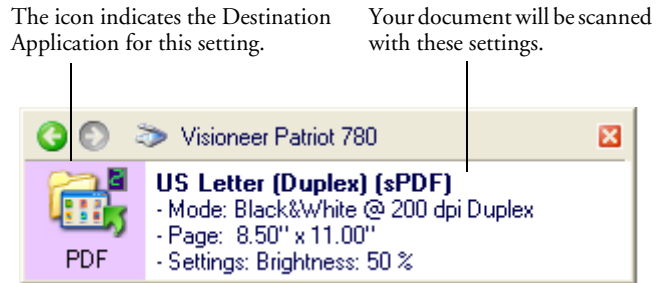 The icon indicates the Destination
Application for this setting.
Your document will be scanned
with these settings.
Visioneer Patriot 780
2
US Letter (Duplex) (sPDF)
- Mode: Black&White @ 200 dpi Duplex
- Page: 8.50" x 11.00"
- Settings: Brightness: 50 %
PDF